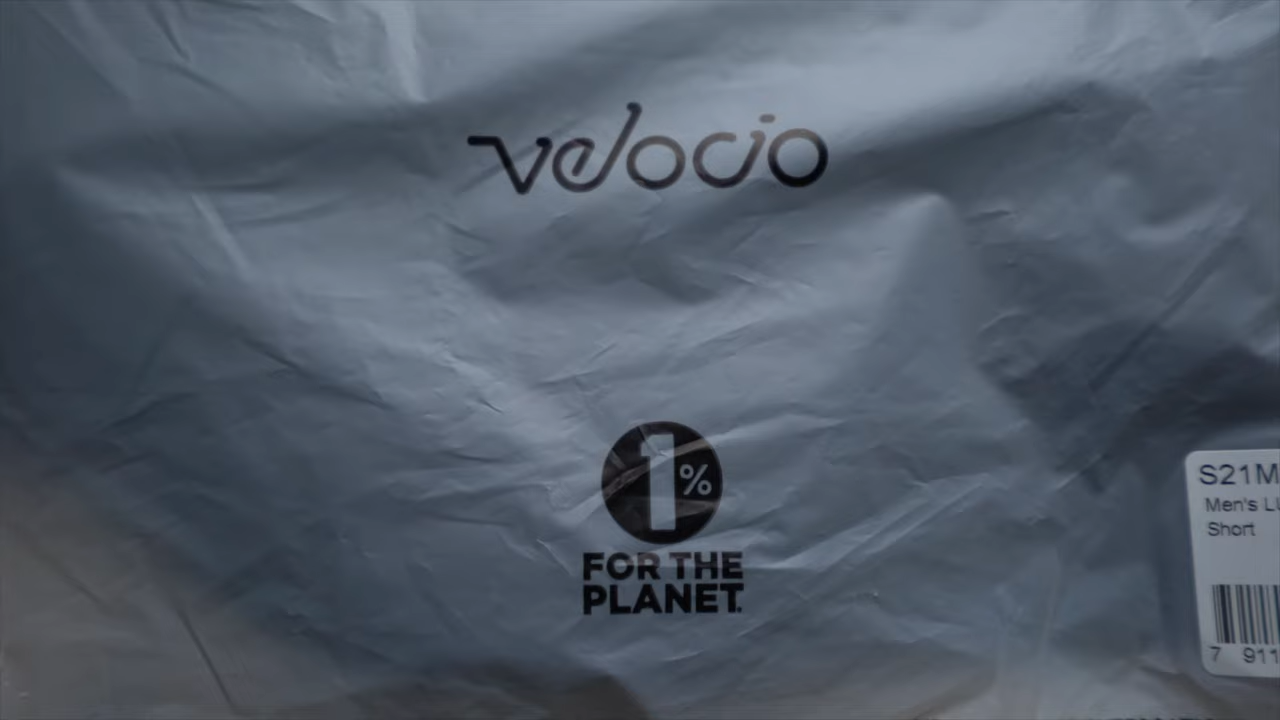 Velocio
1%
FOR THE
PLANET.
S21M
Men's
Short
7 911